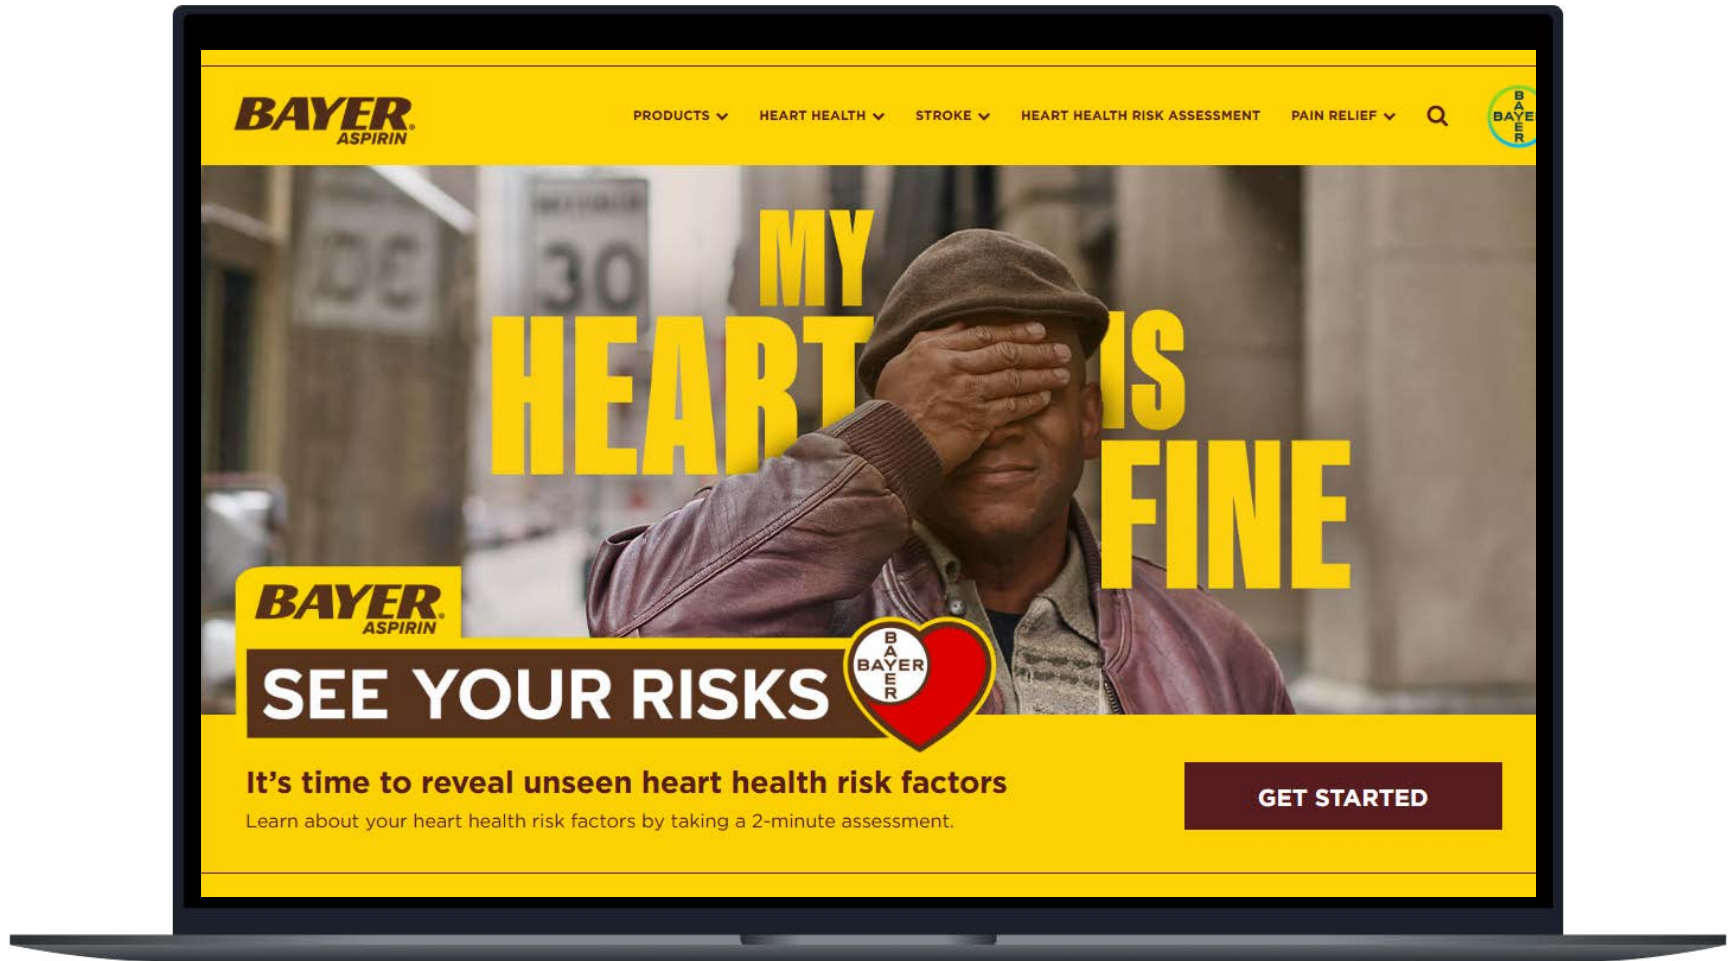 BAYER
ASPIRIN
PRODUCTS
HEART HEALTH
STROKE
HEART HEALTH RISK ASSESSMENT
PAIN RELIEF
BAYER
BAYE
30
MY
HEART
IS
FINE
BAYER
ASPIRIN
SEE YOUR RISKS
BAYER
BAYER
It’s time to reveal unseen heart health risk factors
Learn about your heart health risk factors by taking a 2-minute assessment.
GET STARTED